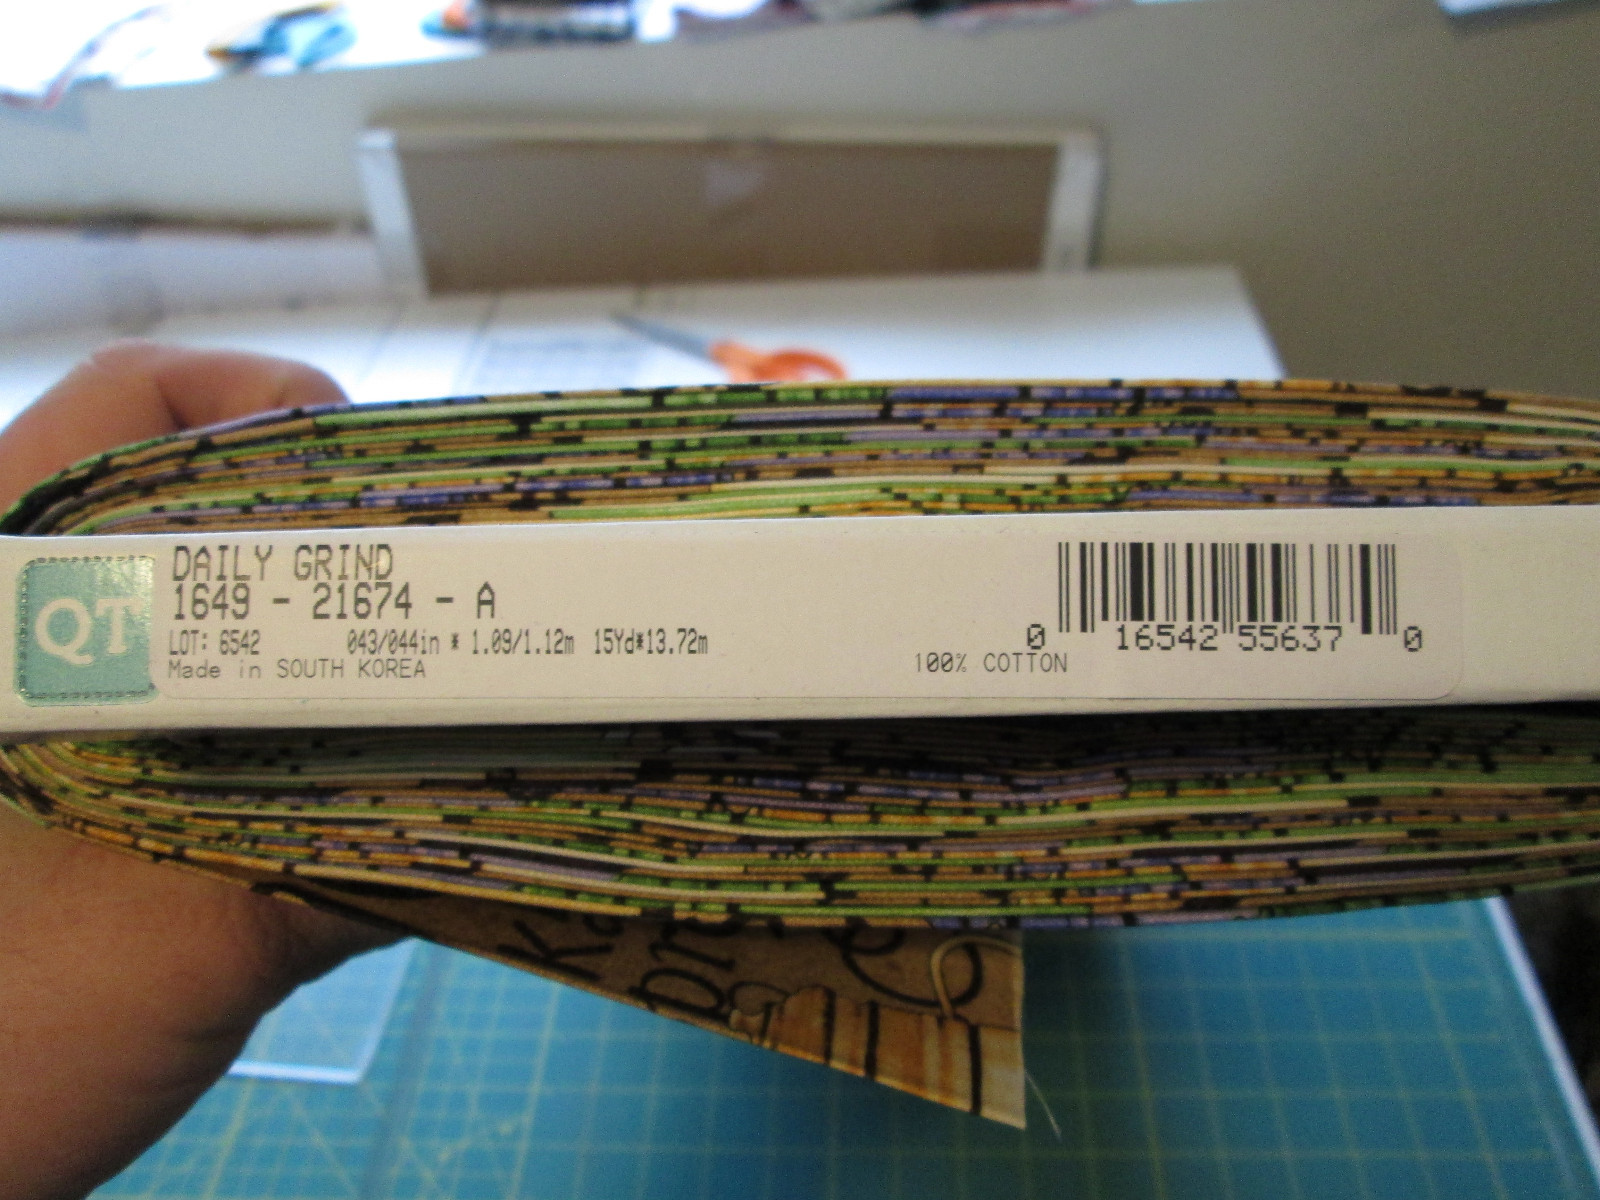 QT
DAILY GRIND
1649 - 21674 - A
LOT: 6542 043/044in * 1.09/1.12m 15Yd*13.72m
Made in SOUTH KOREA
100% COTTON
0 16542 55637 0